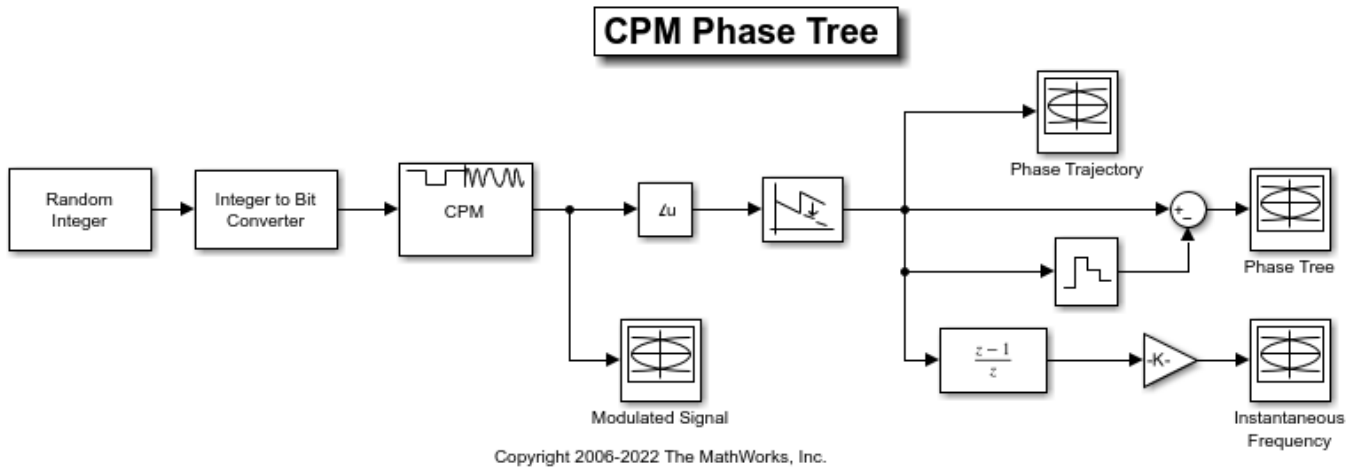 CPM Phase Tree
Phase Trajectory
Random
Integer
Integer to Bit
Converter
CPM
∠u
+
−
Phase Tree
z − 1
z
-K-
Modulated Signal
Instantaneous
Frequency
Copyright 2006-2022 The MathWorks, Inc.